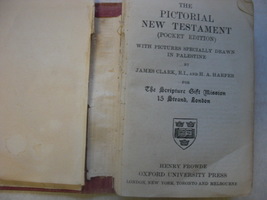 THE
PICTORIAL
NEW TESTAMENT
(POCKET EDITION)
WITH PICTURES SPECIALLY DRAWN
IN PALESTINE
BY
JAMES CLARK, R.I., AND H. A. HARPER
FOR
The Scripture Gift Mission
15 Strand, London
HENRY FROWDE
OXFORD UNIVERSITY PRESS
LONDON, NEW YORK, TORONTO AND MELBOURNE